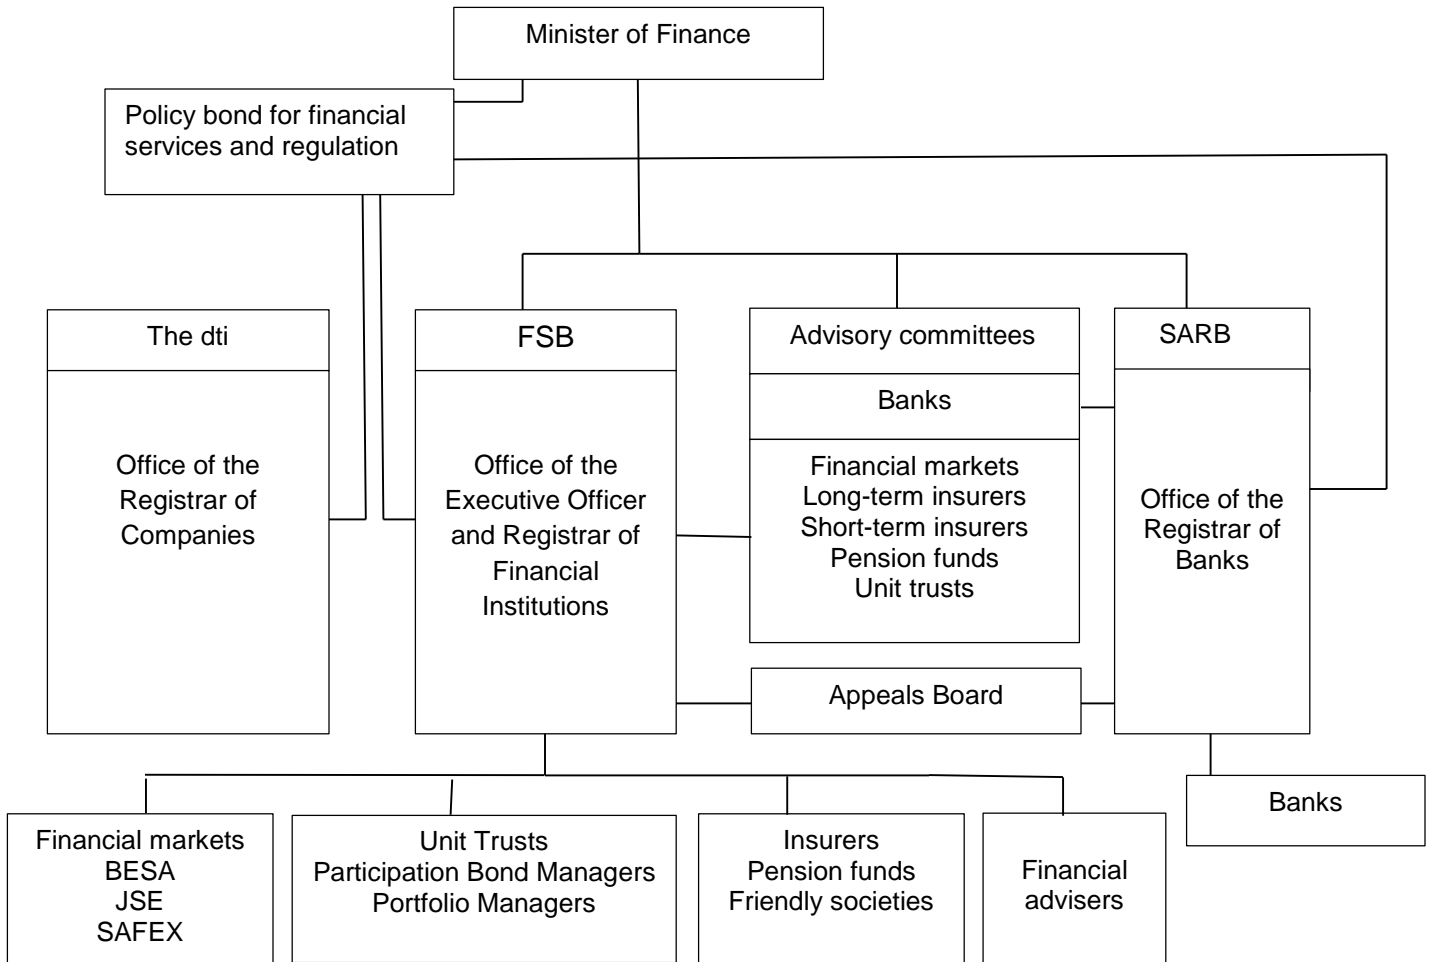 Minister of Finance
Policy bond for financial
services and regulation
The dti
Office of the
Registrar of
Companies
FSB
Office of the
Executive Officer
and Registrar of
Financial
Institutions
Advisory committees
Banks
Financial markets
Long-term insurers
Short-term insurers
Pension funds
Unit trusts
SARB
Office of the
Registrar of
Banks
Appeals Board
Banks
Financial markets
BESA
JSE
SAFEX
Unit Trusts
Participation Bond Managers
Portfolio Managers
Insurers
Pension funds
Friendly societies
Financial
advisers